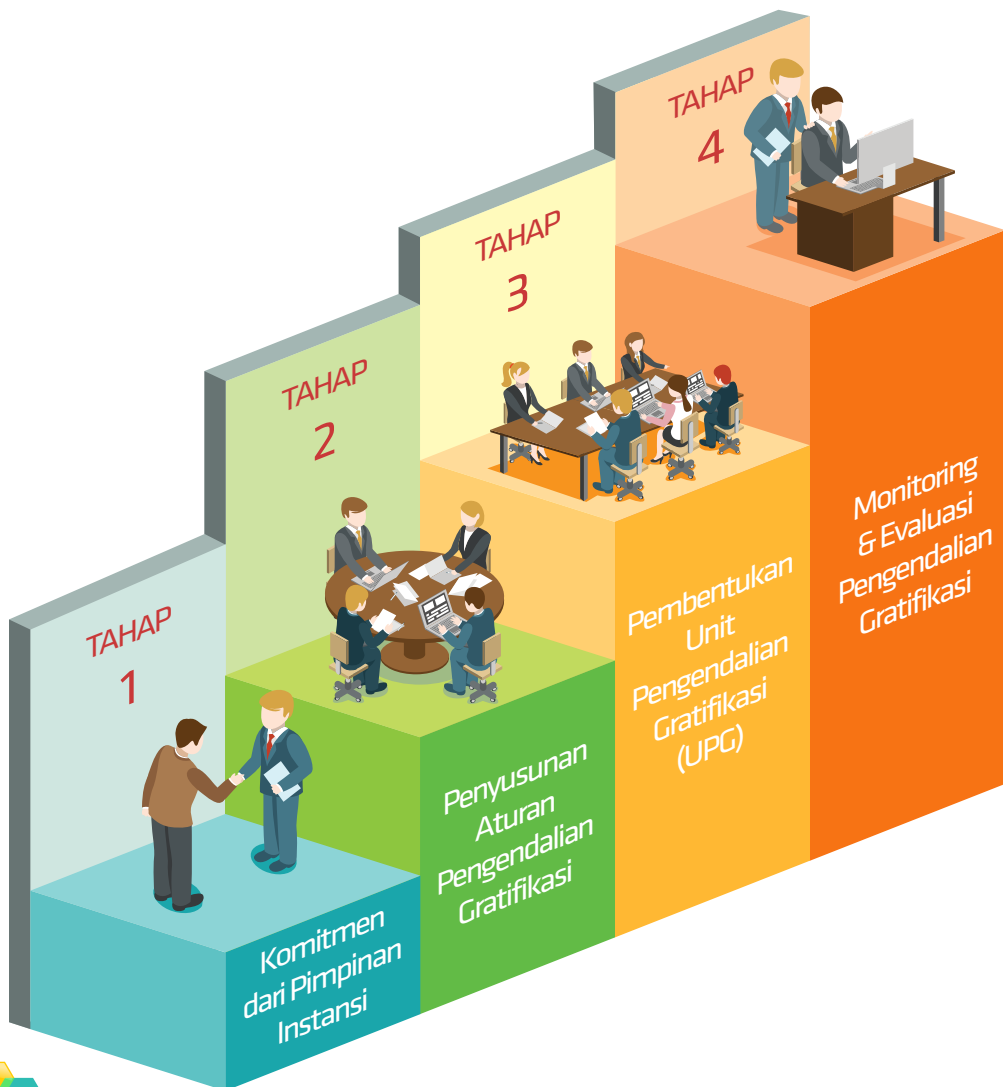 TAHAP
1
Komitmen
dari Pimpinan
Instansi
TAHAP
2
Penyusunan
Aturan
Pengendalian
Gratifikasi
TAHAP
3
Pembentukan
Unit
Pengendalian
Gratifikasi
(UPG)
TAHAP
4
Monitoring
& Evaluasi
Pengendalian
Gratifikasi